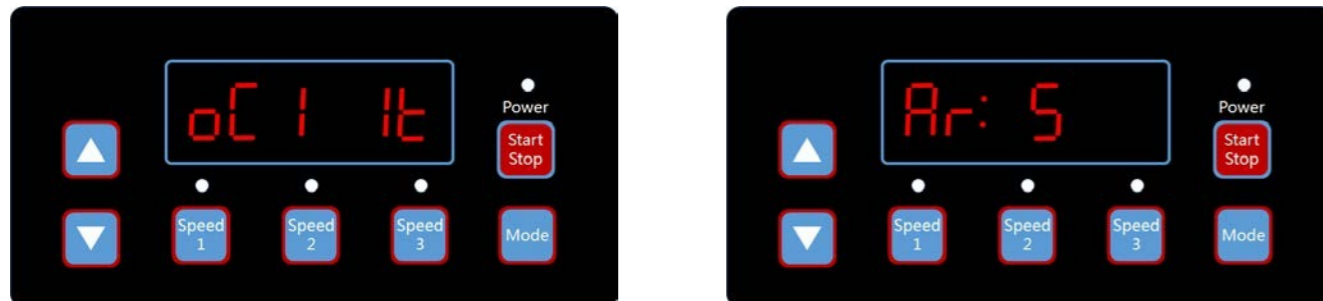 oC1 1t
Power
Start
Stop
Speed
1
Speed
2
Speed
3
Mode
Ar: 5
Power
Start
Stop
Speed
1
Speed
2
Speed
3
Mode